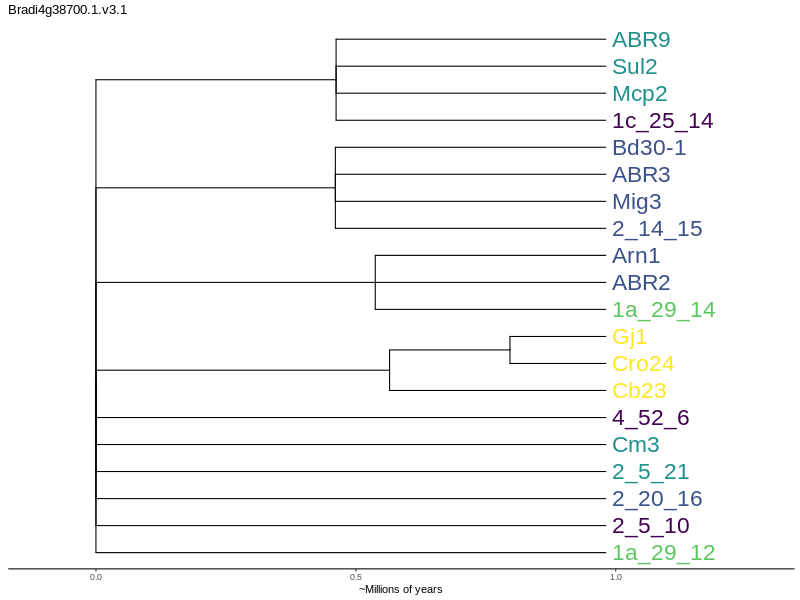 Bradi4g38700.1.v3.1
ABR9
Sul2
Mcp2
1c_25_14
Bd30-1
ABR3
Mig3
2_14_15
Arn1
ABR2
1a_29_14
Gj1
Cro24
Cb23
4_52_6
Cm3
2_5_21
2_20_16
2_5_10
1a_29_12
0.0 0.5 1.0
~Millions of years